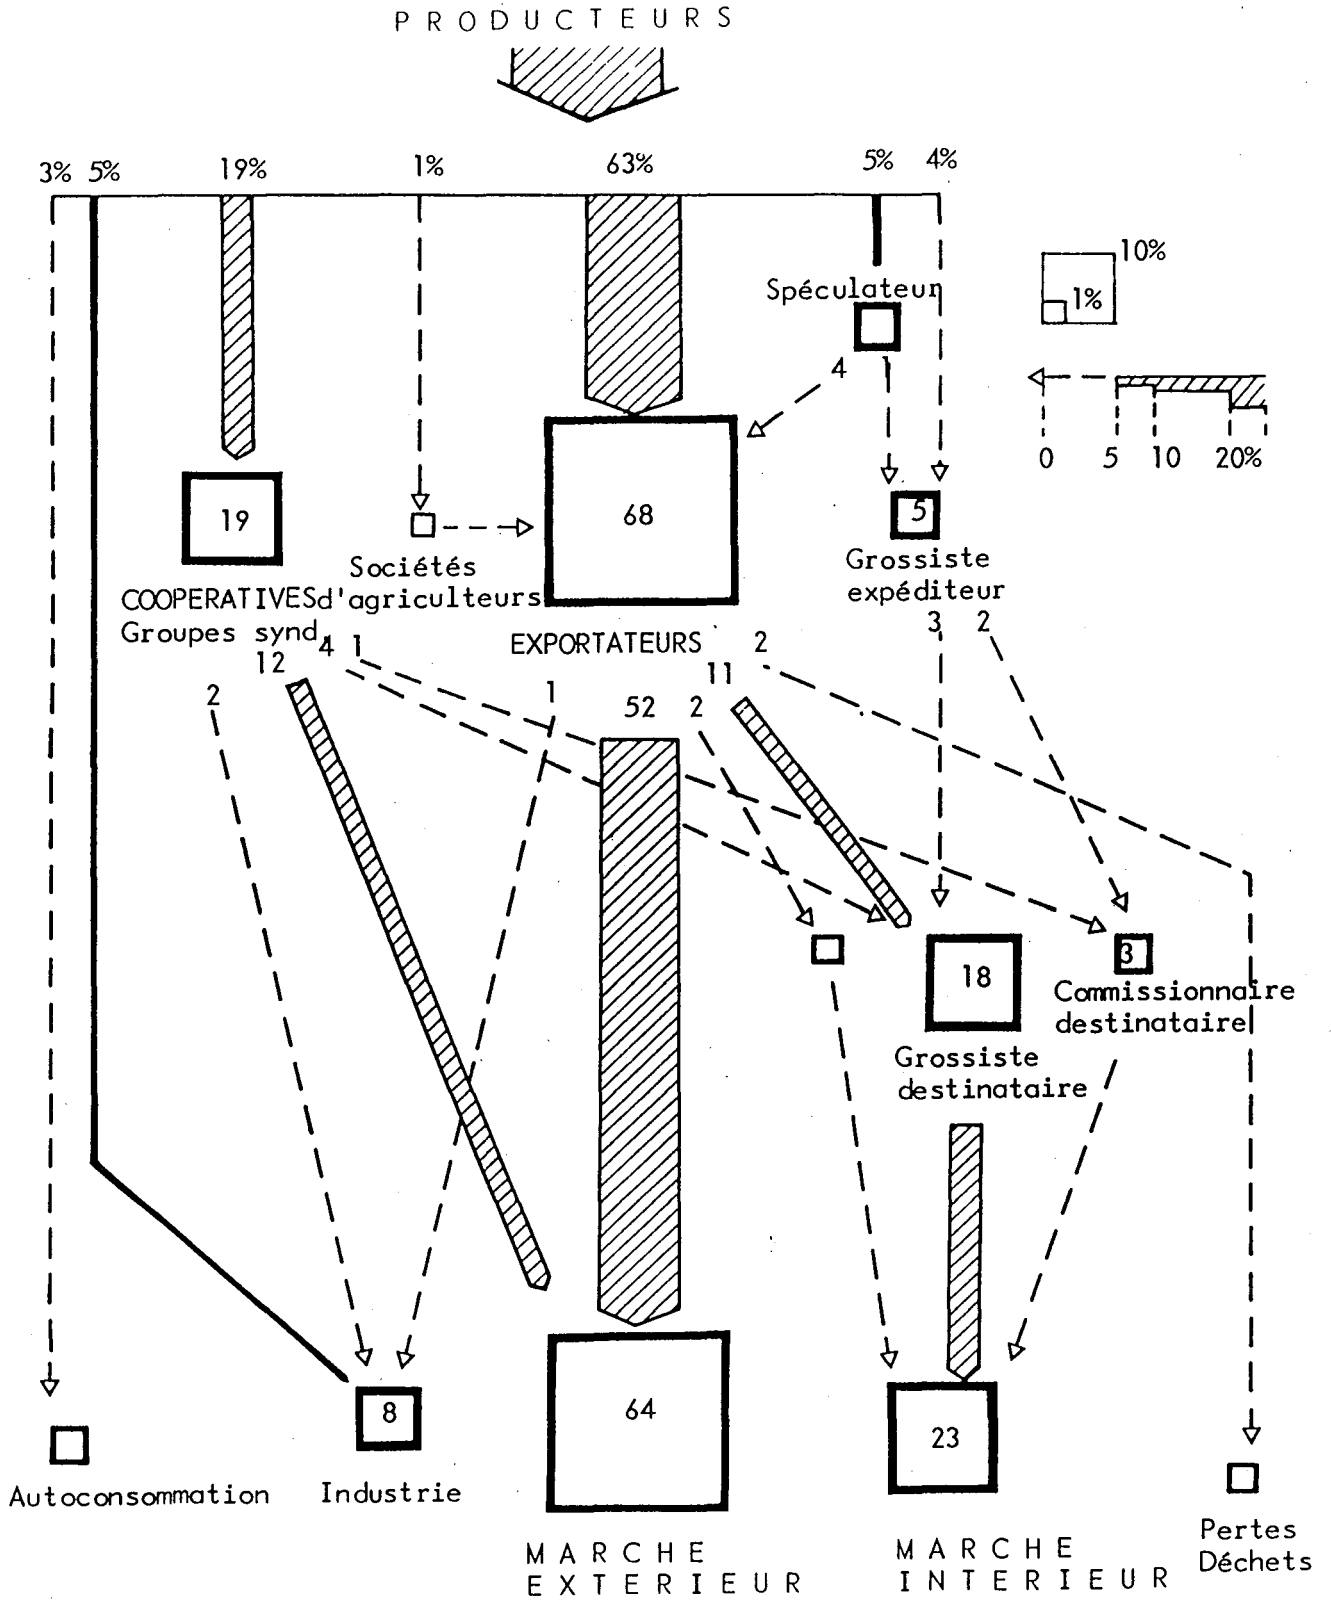 PRODUCTEURS
3% 5% 19% 1% 63% 5% 4%
10%
1%
Spéculateur
4 1
0 5 10 20%
19
68
5
Sociétés
d'agriculteurs
COOPERATIVES
Groupes synd.
Grossiste
expéditeur
EXPORTATEURS
2 12 4 1
1 52 2 11 2
3 2
18
3
Commissionnaire
destinataire
Grossiste
destinataire
8
64
23
Autoconsommation
Industrie
MARCHE
EXTERIEUR
MARCHE
INTERIEUR
Pertes
Déchets